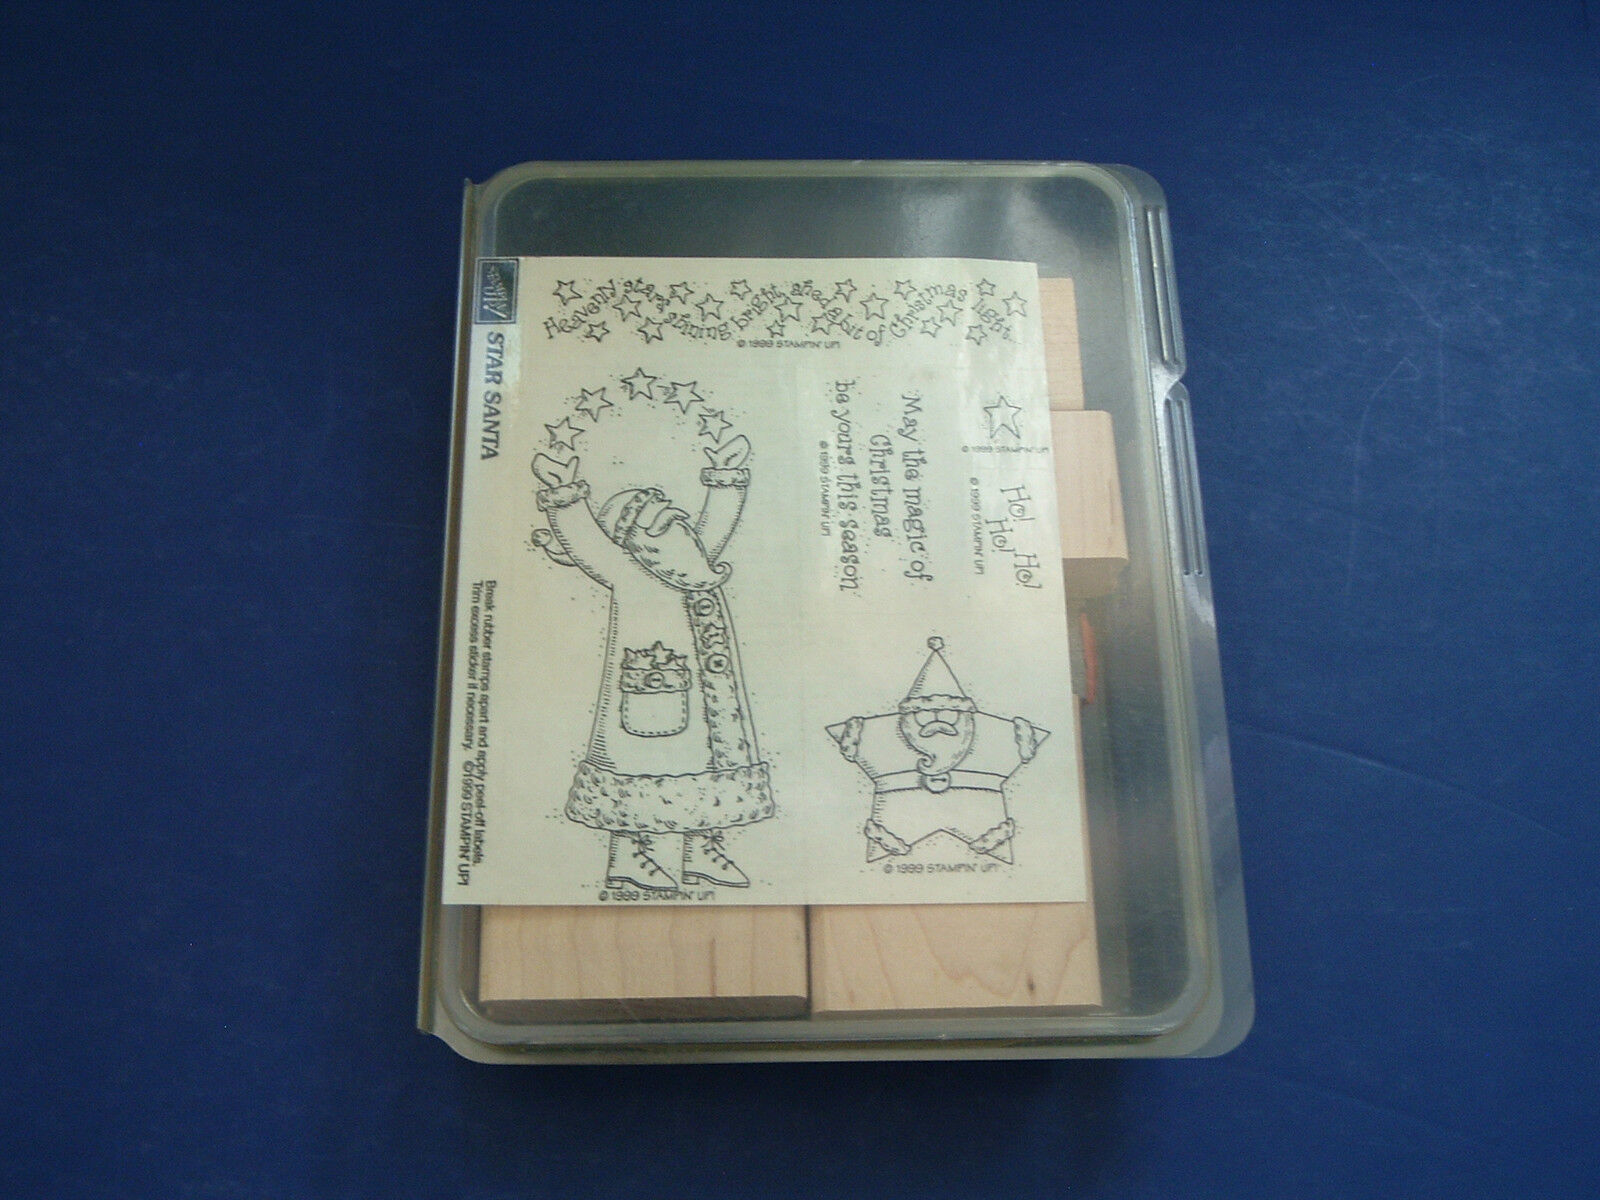 STAMPIN' UP!
STAR SANTA
Break rubber stamps apart and apply peel-off labels.
Trim excess sticker if necessary. ©1999 STAMPIN' UP!
Heavenly stars shining bright, shed a bit of Christmas light...
© 1999 STAMPIN' UP!
May the magic of
Christmas
be yours this season
© 1999 STAMPIN' UP!
© 1999 STAMPIN' UP!
Ho!
Ho!
Ho!
© 1999 STAMPIN' UP!
© 1999 STAMPIN' UP!
© 1999 STAMPIN' UP!